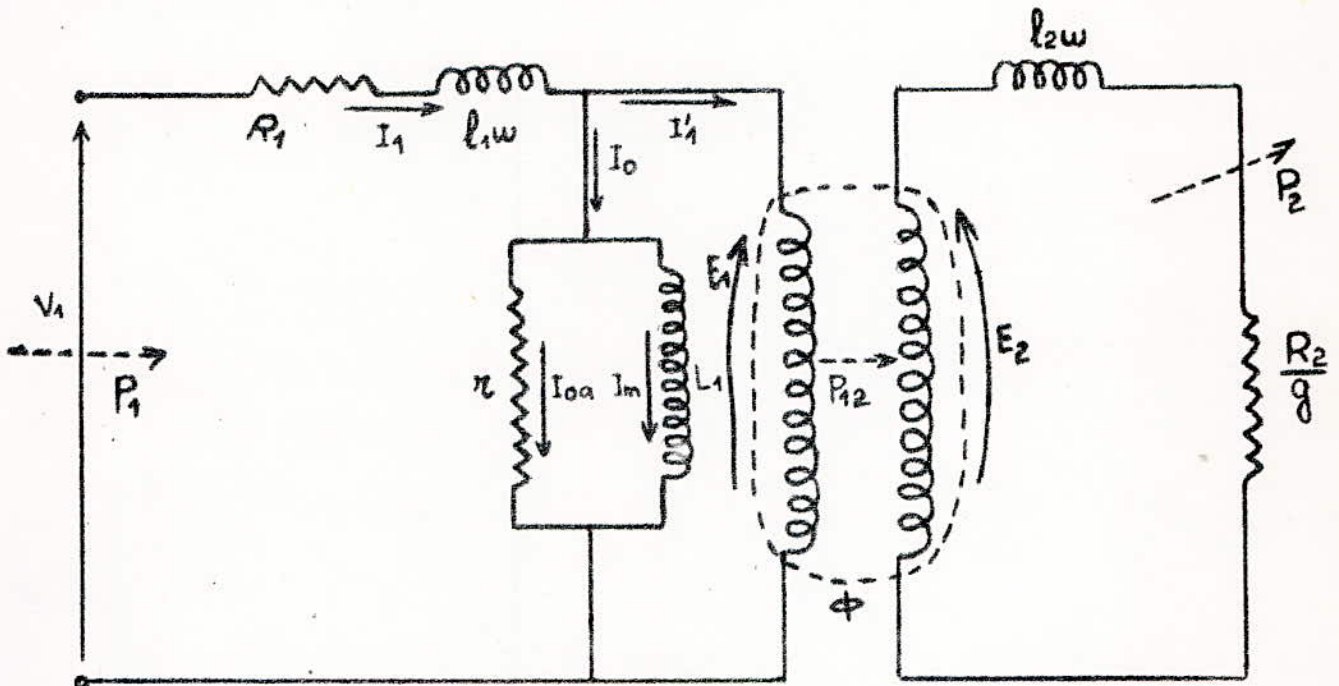 l₂ω
R₁
I₁
l₁ω
I'₁
I₀
P₂
V₁
P₁
r
I₀ₐ
Iₘ
L₁
E₁
P₁₂
E₂
R₂
g
Φ